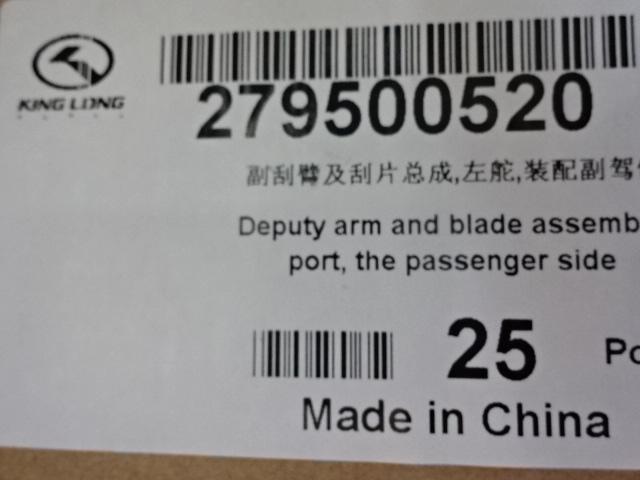 KING LONG
279500520
副刮臂及刮片总成,左舵,装配副驾
Deputy arm and blade assemb
port, the passenger side
25 Po
Made in China